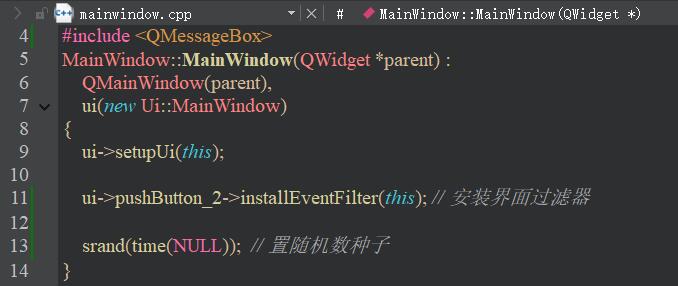 mainwindow.cpp # MainWindow::MainWindow(QWidget *)
4 #include <QMessageBox>
5 MainWindow::MainWindow(QWidget *parent) :
6 QMainWindow(parent),
7 ui(new Ui::MainWindow)
8 {
9 ui->setupUi(this);
10
11 ui->pushButton_2->installEventFilter(this); // 安装界面过滤器
12
13 srand(time(NULL)); // 置随机数种子
14 }